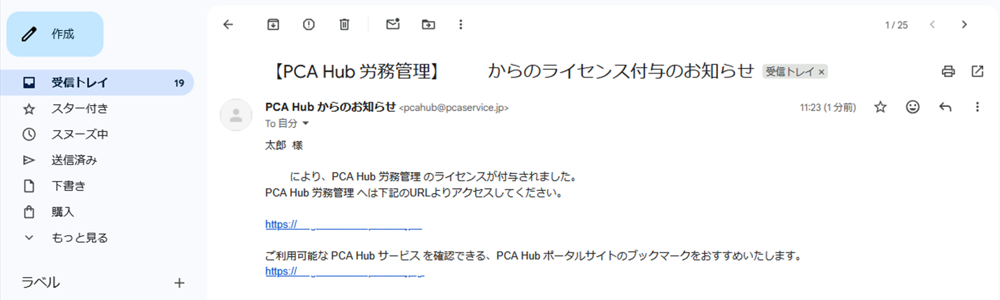 作成
受信トレイ 19
スター付き
スヌーズ中
送信済み
下書き
購入
もっと見る
ラベル
1 / 25
【PCA Hub 労務管理】 からのライセンス付与のお知らせ 受信トレイ ×
PCA Hub からのお知らせ <pcahub@pcaservice.jp> 11:23 (1 分前)
To 自分
太郎 様
により、PCA Hub 労務管理 のライセンスが付与されました。
PCA Hub 労務管理 へは下記のURLよりアクセスしてください。
https://
ご利用可能な PCA Hub サービス を確認できる、PCA Hub ポータルサイトのブックマークをおすすめいたします。
https://